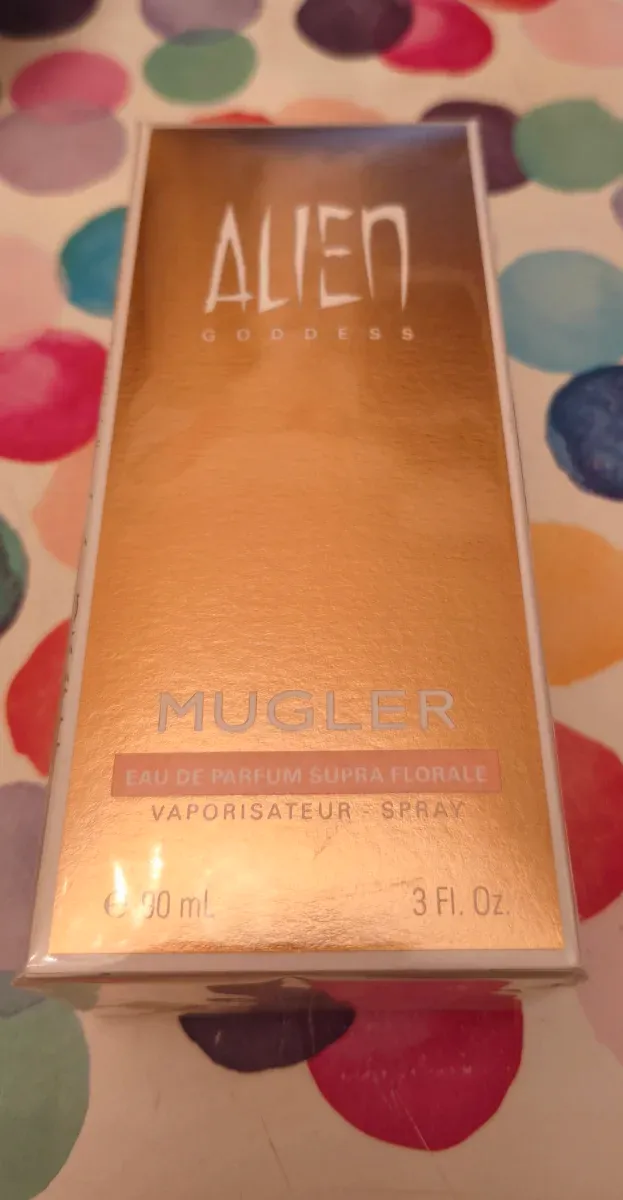 ALIEN
GODDESS
MUGLER
EAU DE PARFUM SUPRA FLORALE
VAPORISATEUR - SPRAY
℮ 90 mL 3 Fl. Oz.